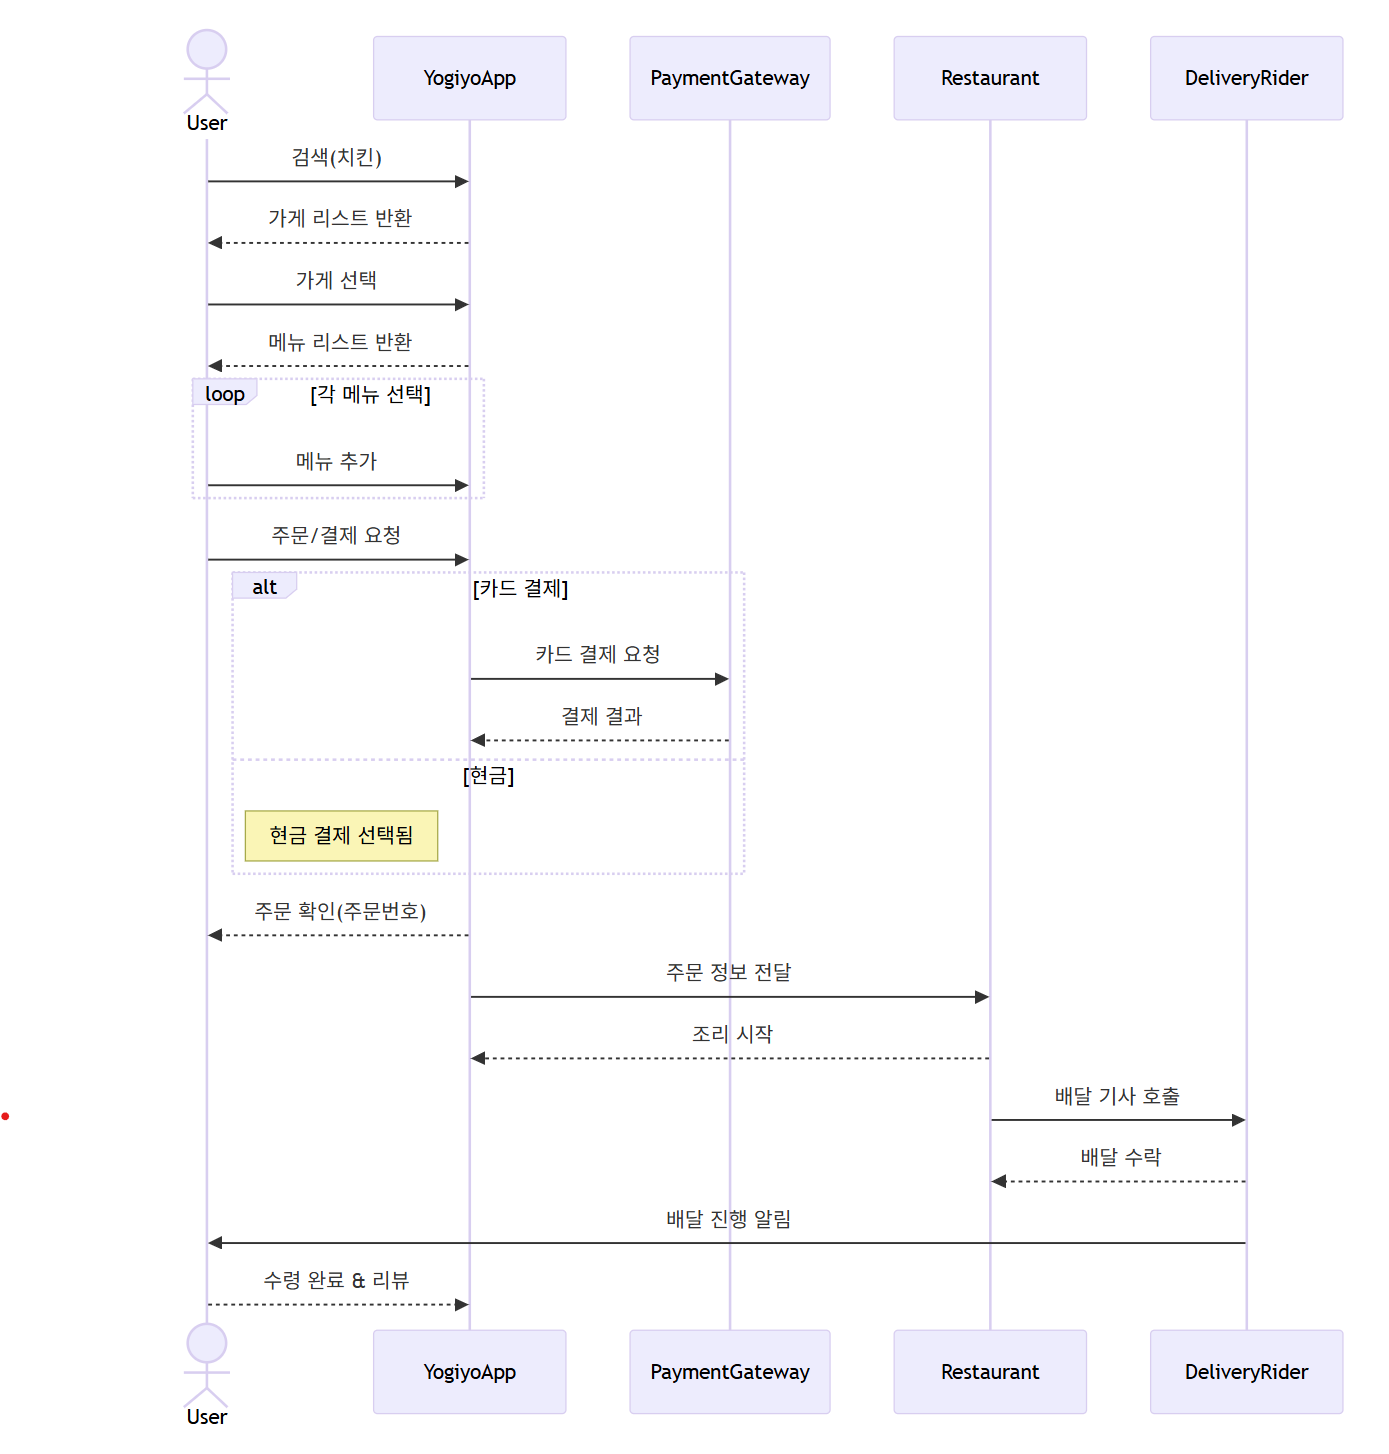 User
YogiyoApp
PaymentGateway
Restaurant
DeliveryRider
검색(치킨)
가게 리스트 반환
가게 선택
메뉴 리스트 반환
loop
[각 메뉴 선택]
메뉴 추가
주문/결제 요청
alt
[카드 결제]
카드 결제 요청
결제 결과
[현금]
현금 결제 선택됨
주문 확인(주문번호)
주문 정보 전달
조리 시작
배달 기사 호출
배달 수락
배달 진행 알림
수령 완료 & 리뷰
User
YogiyoApp
PaymentGateway
Restaurant
DeliveryRider